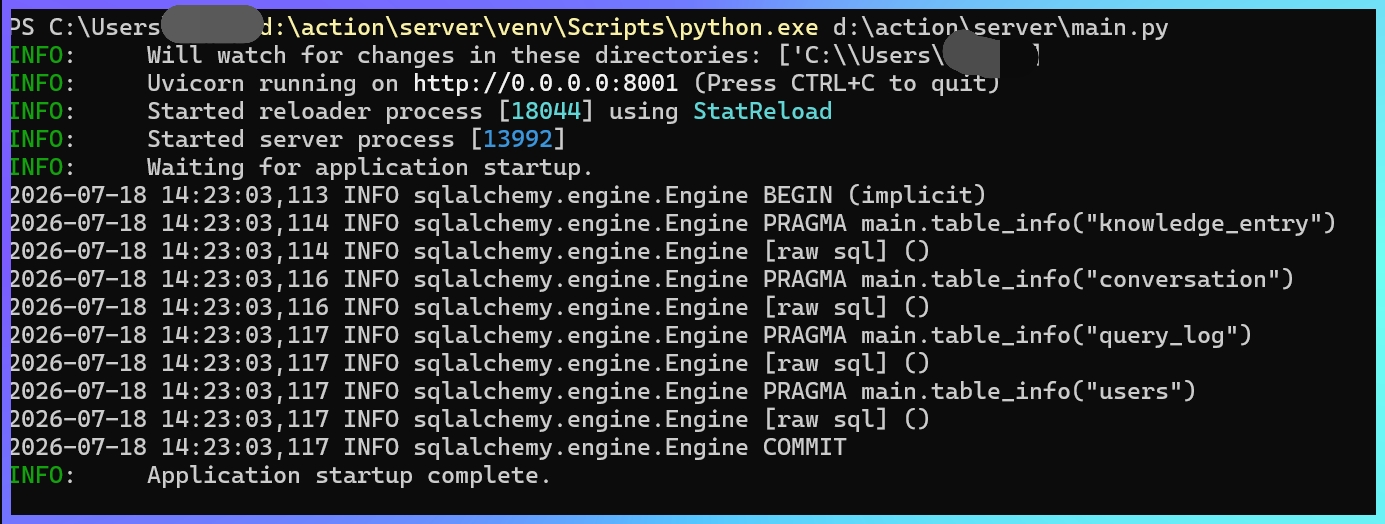 PS C:\Users d:\action\server\venv\Scripts\python.exe d:\action\server\main.py
INFO:     Will watch for changes in these directories: ['C:\\Users\ ]
INFO:     Uvicorn running on http://0.0.0.0:8001 (Press CTRL+C to quit)
INFO:     Started reloader process [18044] using StatReload
INFO:     Started server process [13992]
INFO:     Waiting for application startup.
2026-07-18 14:23:03,113 INFO sqlalchemy.engine.Engine BEGIN (implicit)
2026-07-18 14:23:03,114 INFO sqlalchemy.engine.Engine PRAGMA main.table_info("knowledge_entry")
2026-07-18 14:23:03,114 INFO sqlalchemy.engine.Engine [raw sql] ()
2026-07-18 14:23:03,116 INFO sqlalchemy.engine.Engine PRAGMA main.table_info("conversation")
2026-07-18 14:23:03,116 INFO sqlalchemy.engine.Engine [raw sql] ()
2026-07-18 14:23:03,117 INFO sqlalchemy.engine.Engine PRAGMA main.table_info("query_log")
2026-07-18 14:23:03,117 INFO sqlalchemy.engine.Engine [raw sql] ()
2026-07-18 14:23:03,117 INFO sqlalchemy.engine.Engine PRAGMA main.table_info("users")
2026-07-18 14:23:03,117 INFO sqlalchemy.engine.Engine [raw sql] ()
2026-07-18 14:23:03,117 INFO sqlalchemy.engine.Engine COMMIT
INFO:     Application startup complete.